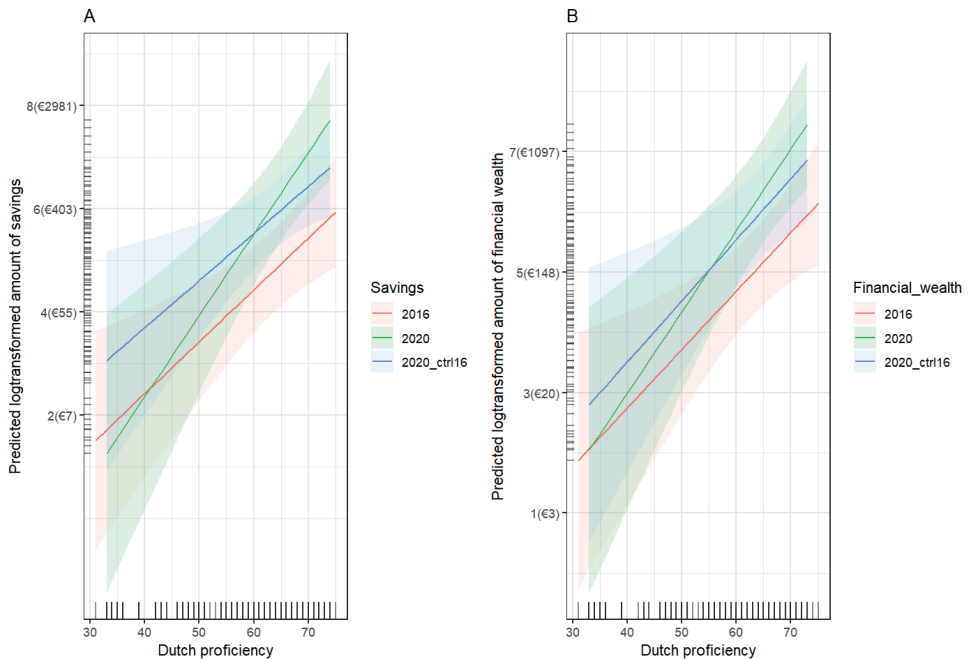 A
Predicted logtransformed amount of savings
8(€2981)
6(€403)
4(€55)
2(€7)
30 40 50 60 70
Dutch proficiency
Savings
2016
2020
2020_ctrl16
B
Predicted logtransformed amount of financial wealth
7(€1097)
5(€148)
3(€20)
1(€3)
30 40 50 60 70
Dutch proficiency
Financial_wealth
2016
2020
2020_ctrl16